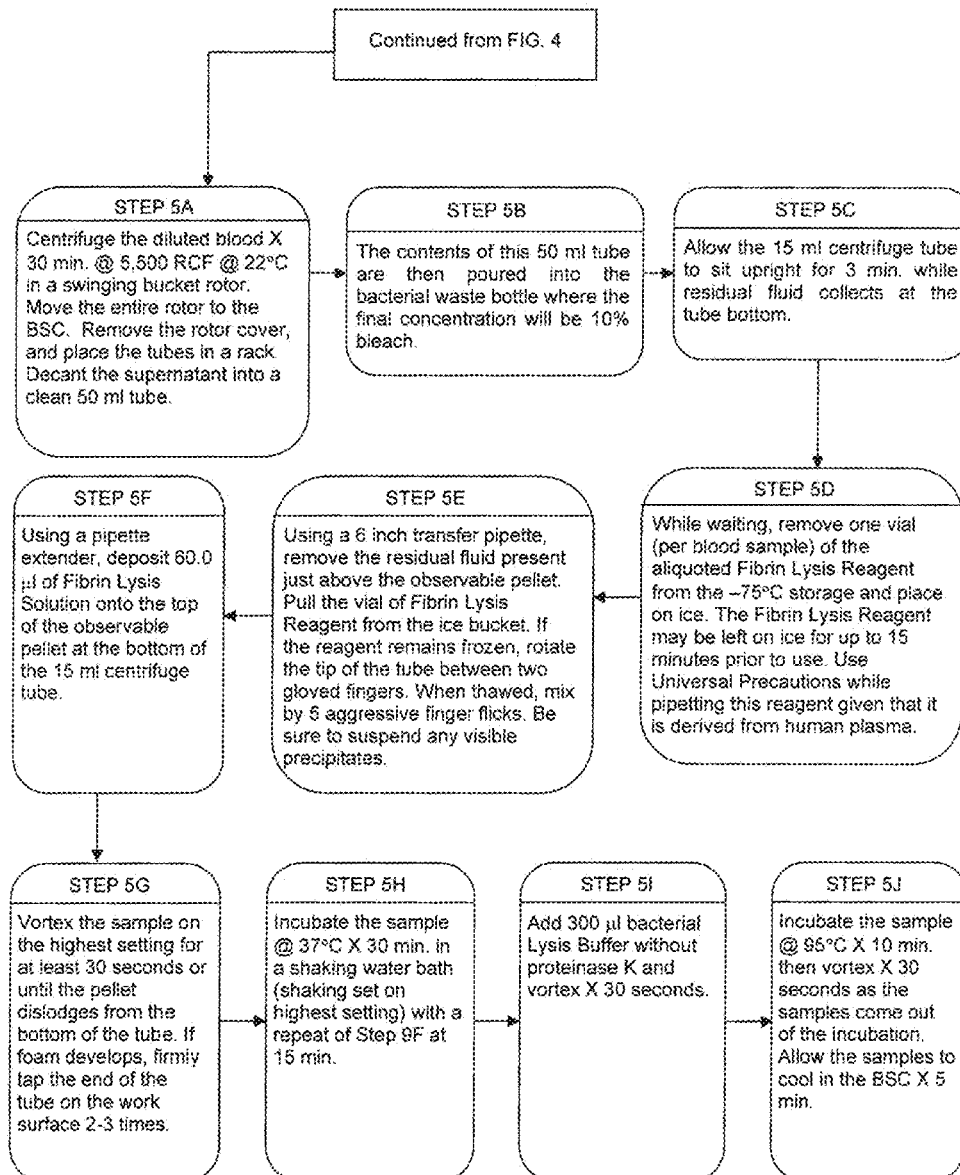 Continued from FIG. 4
STEP 5A
Centrifuge the diluted blood X
30 min. @ 5,500 RCF @ 22°C
in a swinging bucket rotor.
Move the entire rotor to the
BSC. Remove the rotor cover,
and place the tubes in a rack.
Decant the supernatant into a
clean 50 ml tube.
STEP 5B
The contents of this 50 ml tube
are then poured into the
bacterial waste bottle where the
final concentration will be 10%
bleach.
STEP 5C
Allow the 15 ml centrifuge tube
to sit upright for 3 min. while
residual fluid collects at the
tube bottom.
STEP 5D
While waiting, remove one vial
(per blood sample) of the
aliquoted Fibrin Lysis Reagent
from the –75°C storage and place
on ice. The Fibrin Lysis Reagent
may be left on ice for up to 15
minutes prior to use. Use
Universal Precautions while
pipetting this reagent given that it
is derived from human plasma.
STEP 5E
Using a 6 inch transfer pipette,
remove the residual fluid present
just above the observable pellet.
Pull the vial of Fibrin Lysis
Reagent from the ice bucket. If
the reagent remains frozen, rotate
the tip of the tube between two
gloved fingers. When thawed, mix
by 5 aggressive finger flicks. Be
sure to suspend any visible
precipitates.
STEP 5F
Using a pipette
extender, deposit 60.0
µl of Fibrin Lysis
Solution onto the top
of the observable
pellet at the bottom of
the 15 ml centrifuge
tube.
STEP 5G
Vortex the sample on
the highest setting for
at least 30 seconds or
until the pellet
dislodges from the
bottom of the tube. If
foam develops, firmly
tap the end of the
tube on the work
surface 2-3 times.
STEP 5H
Incubate the sample
@ 37°C X 30 min. in
a shaking water bath
(shaking set on
highest setting) with a
repeat of Step 9F at
15 min.
STEP 5I
Add 300 µl bacterial
Lysis Buffer without
proteinase K and
vortex X 30 seconds.
STEP 5J
Incubate the sample
@ 95°C X 10 min.
then vortex X 30
seconds as the
samples come out
of the incubation.
Allow the samples to
cool in the BSC X 5
min.